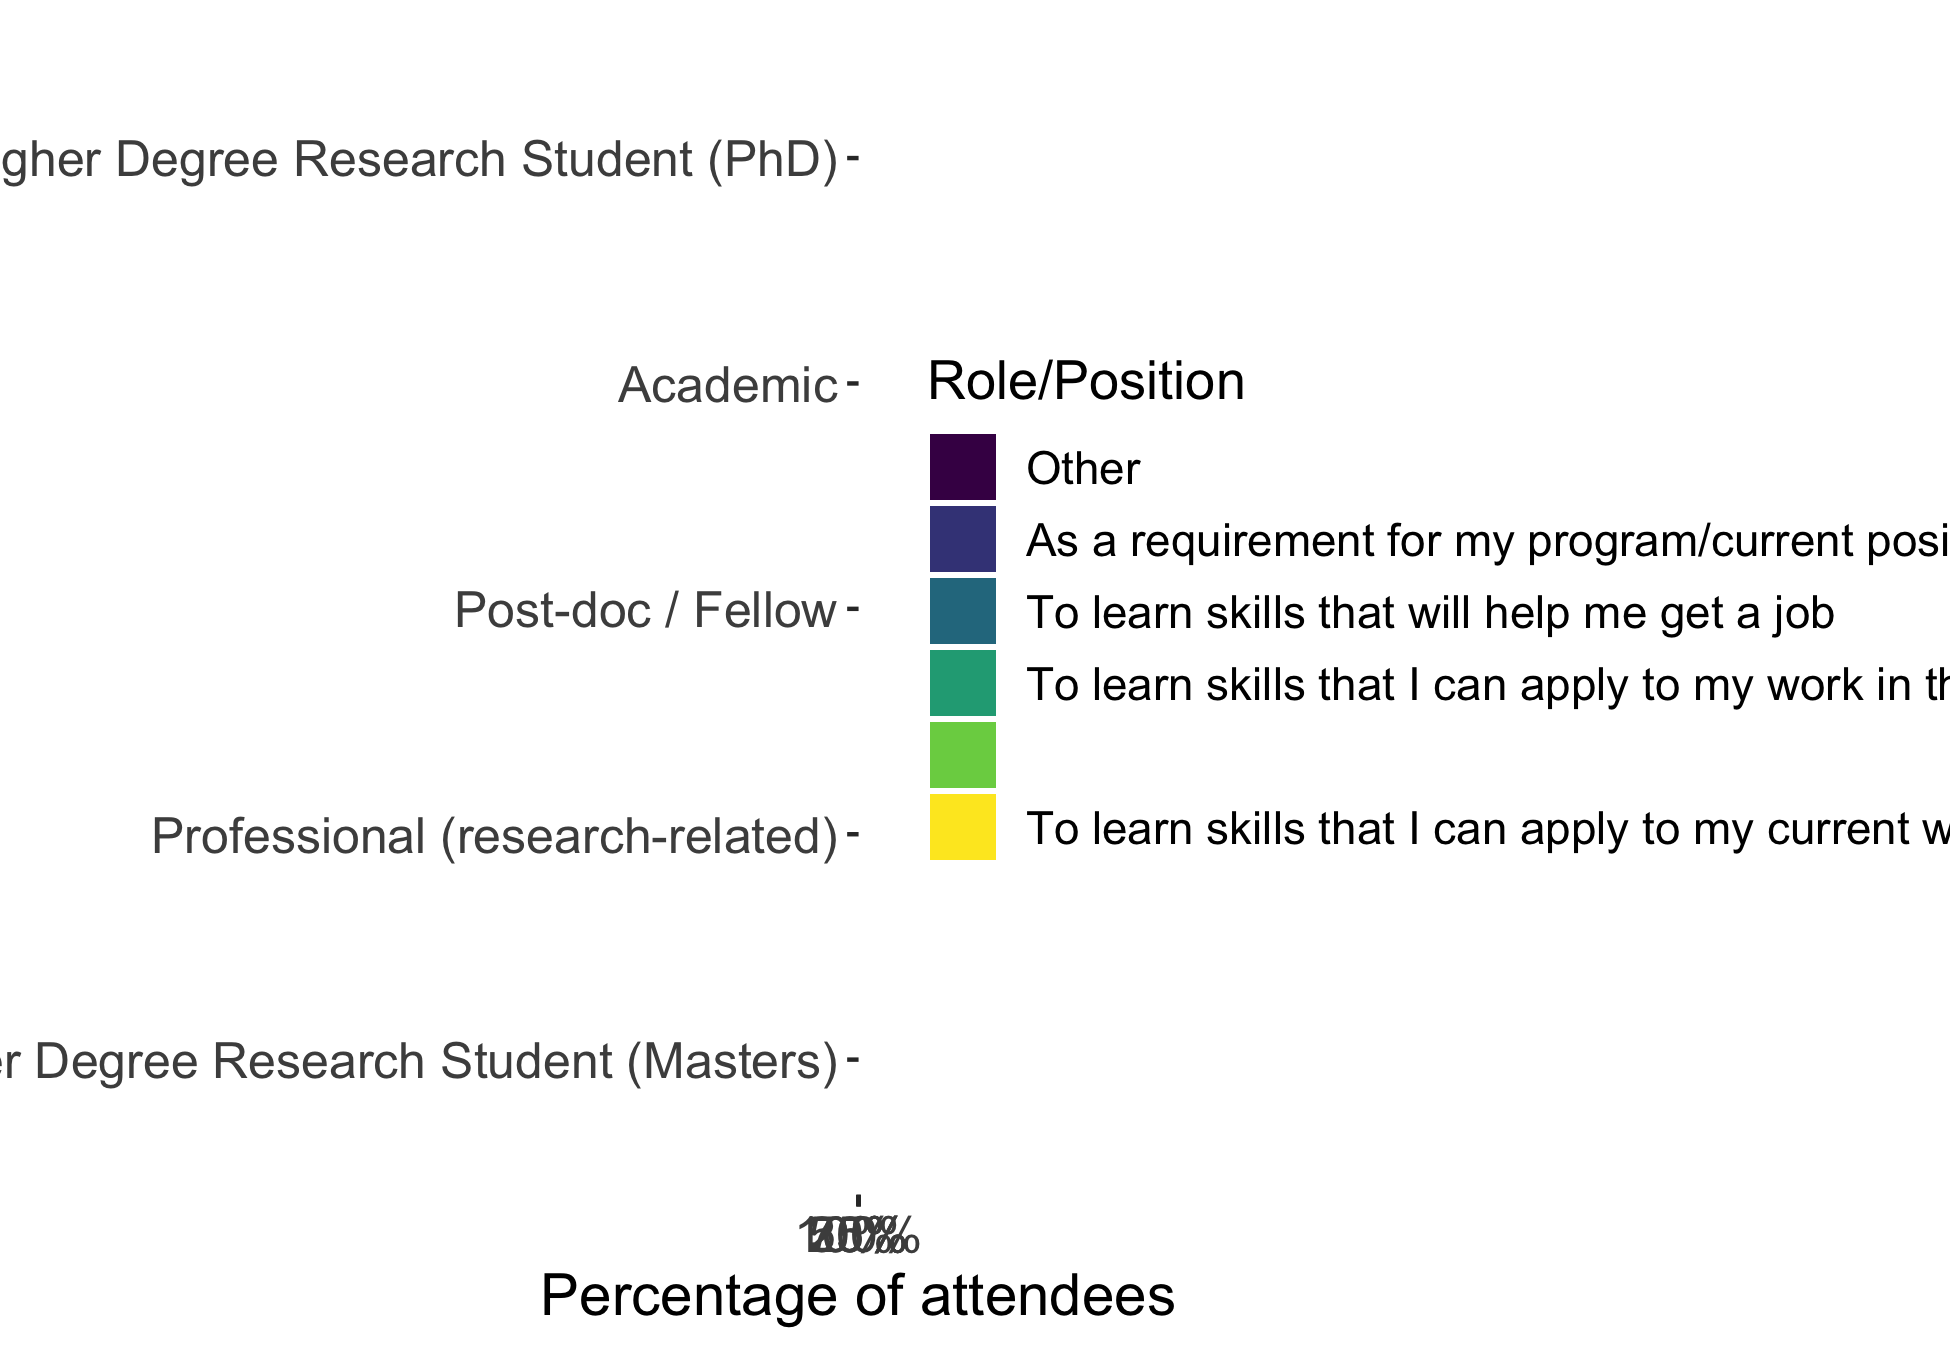 gher Degree Research Student (PhD)
Academic
Post-doc / Fellow
Professional (research-related)
er Degree Research Student (Masters)
Role/Position
Other
As a requirement for my program/current posi
To learn skills that will help me get a job
To learn skills that I can apply to my work in th
To learn skills that I can apply to my current w
Percentage of attendees